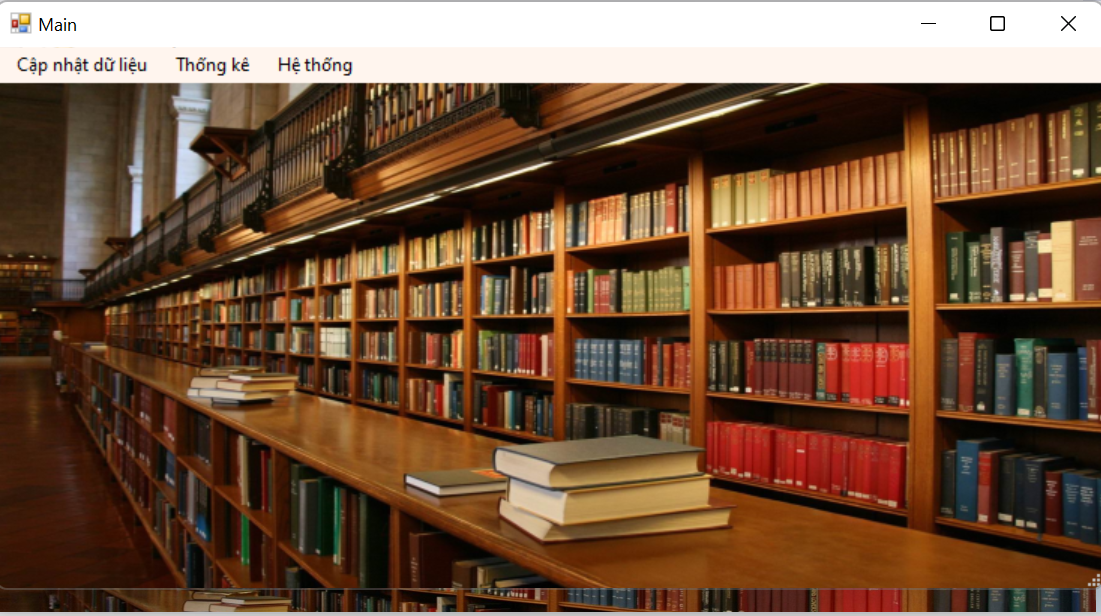 Main
Cập nhật dữ liệu Thống kê Hệ thống